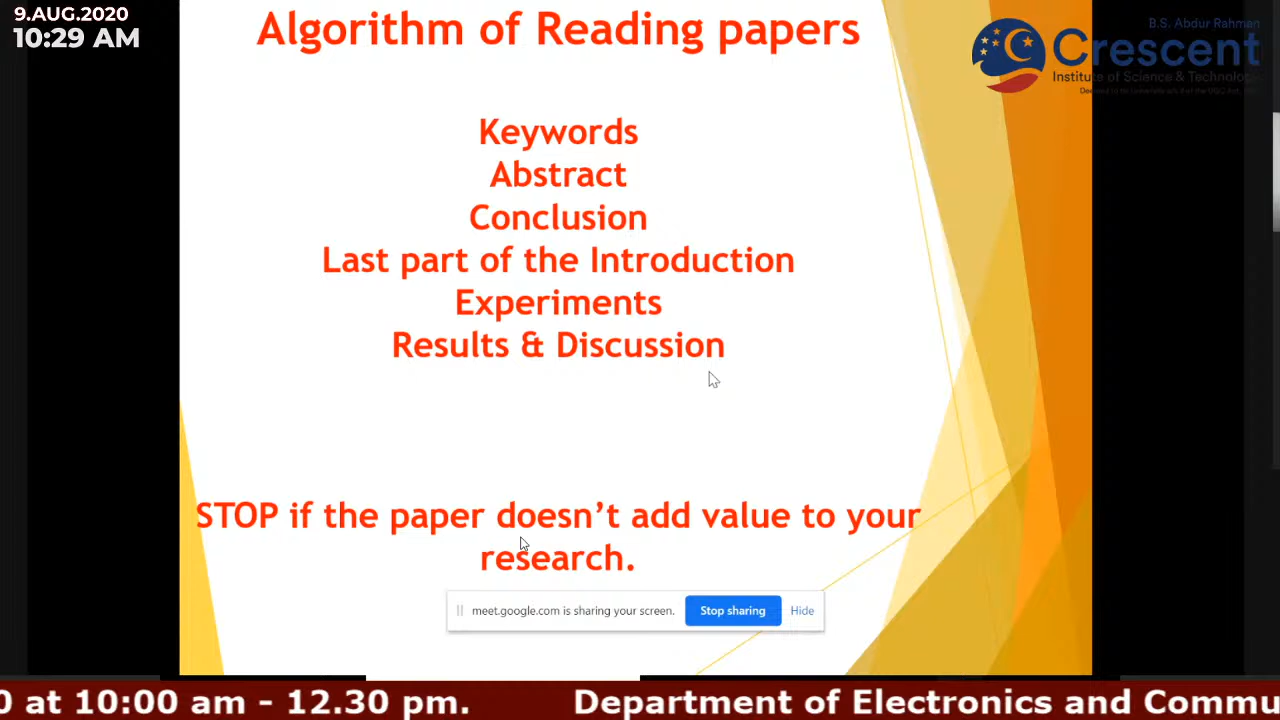 9.AUG.2020
10:29 AM
Algorithm of Reading papers
B.S. Abdur Rahman
Crescent
Institute of Science & Technology
Keywords
Abstract
Conclusion
Last part of the Introduction
Experiments
Results & Discussion
STOP if the paper doesn't add value to your
research.
meet.google.com is sharing your screen.
Stop sharing
Hide
0 at 10:00 am - 12.30 pm.
Department of Electronics and Commu